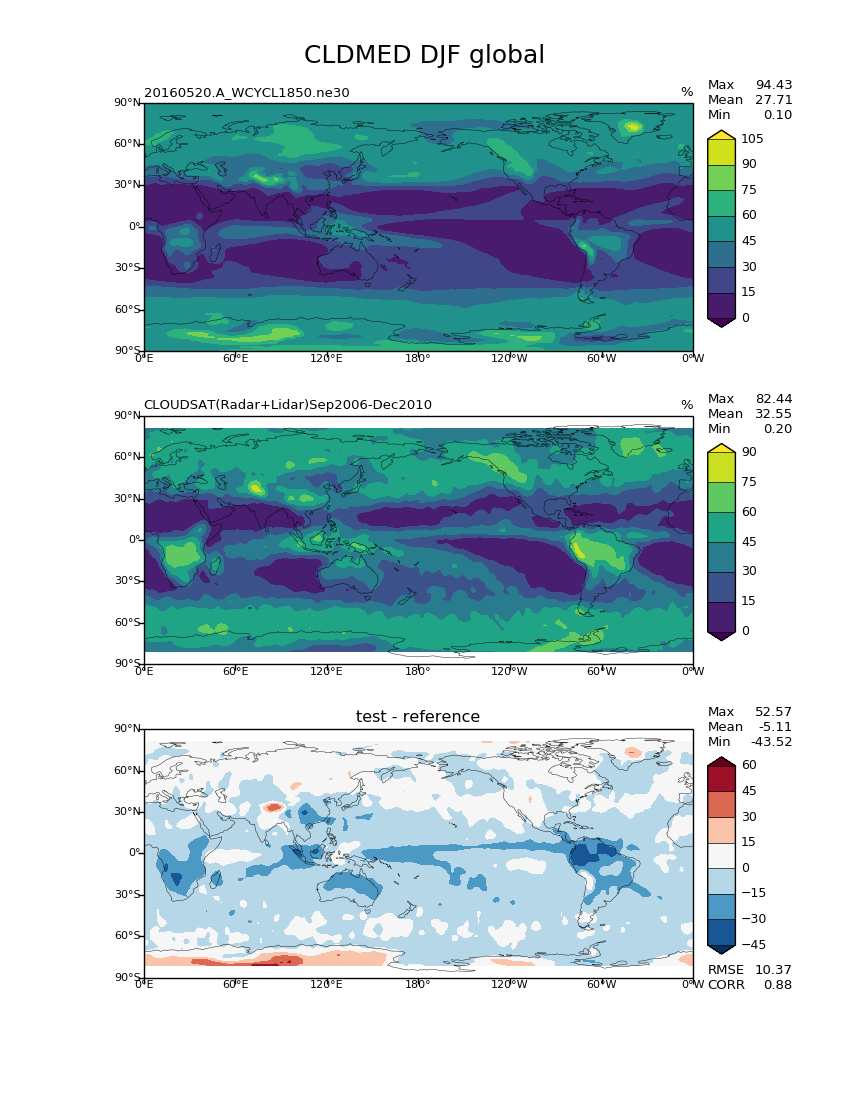 CLDMED DJF global
20160520.A_WCYCL1850.ne30 %
Max 94.43
Mean 27.71
Min 0.10
90°N
60°N
30°N
0°
30°S
60°S
90°S
0°E 60°E 120°E 180° 120°W 60°W 0°W
105
90
75
60
45
30
15
0
CLOUDSAT(Radar+Lidar)Sep2006-Dec2010 %
Max 82.44
Mean 32.55
Min 0.20
90°N
60°N
30°N
0°
30°S
60°S
90°S
0°E 60°E 120°E 180° 120°W 60°W 0°W
90
75
60
45
30
15
0
test - reference
Max 52.57
Mean -5.11
Min -43.52
90°N
60°N
30°N
0°
30°S
60°S
90°S
0°E 60°E 120°E 180° 120°W 60°W 0°W
60
45
30
15
0
−15
−30
−45
RMSE 10.37
CORR 0.88